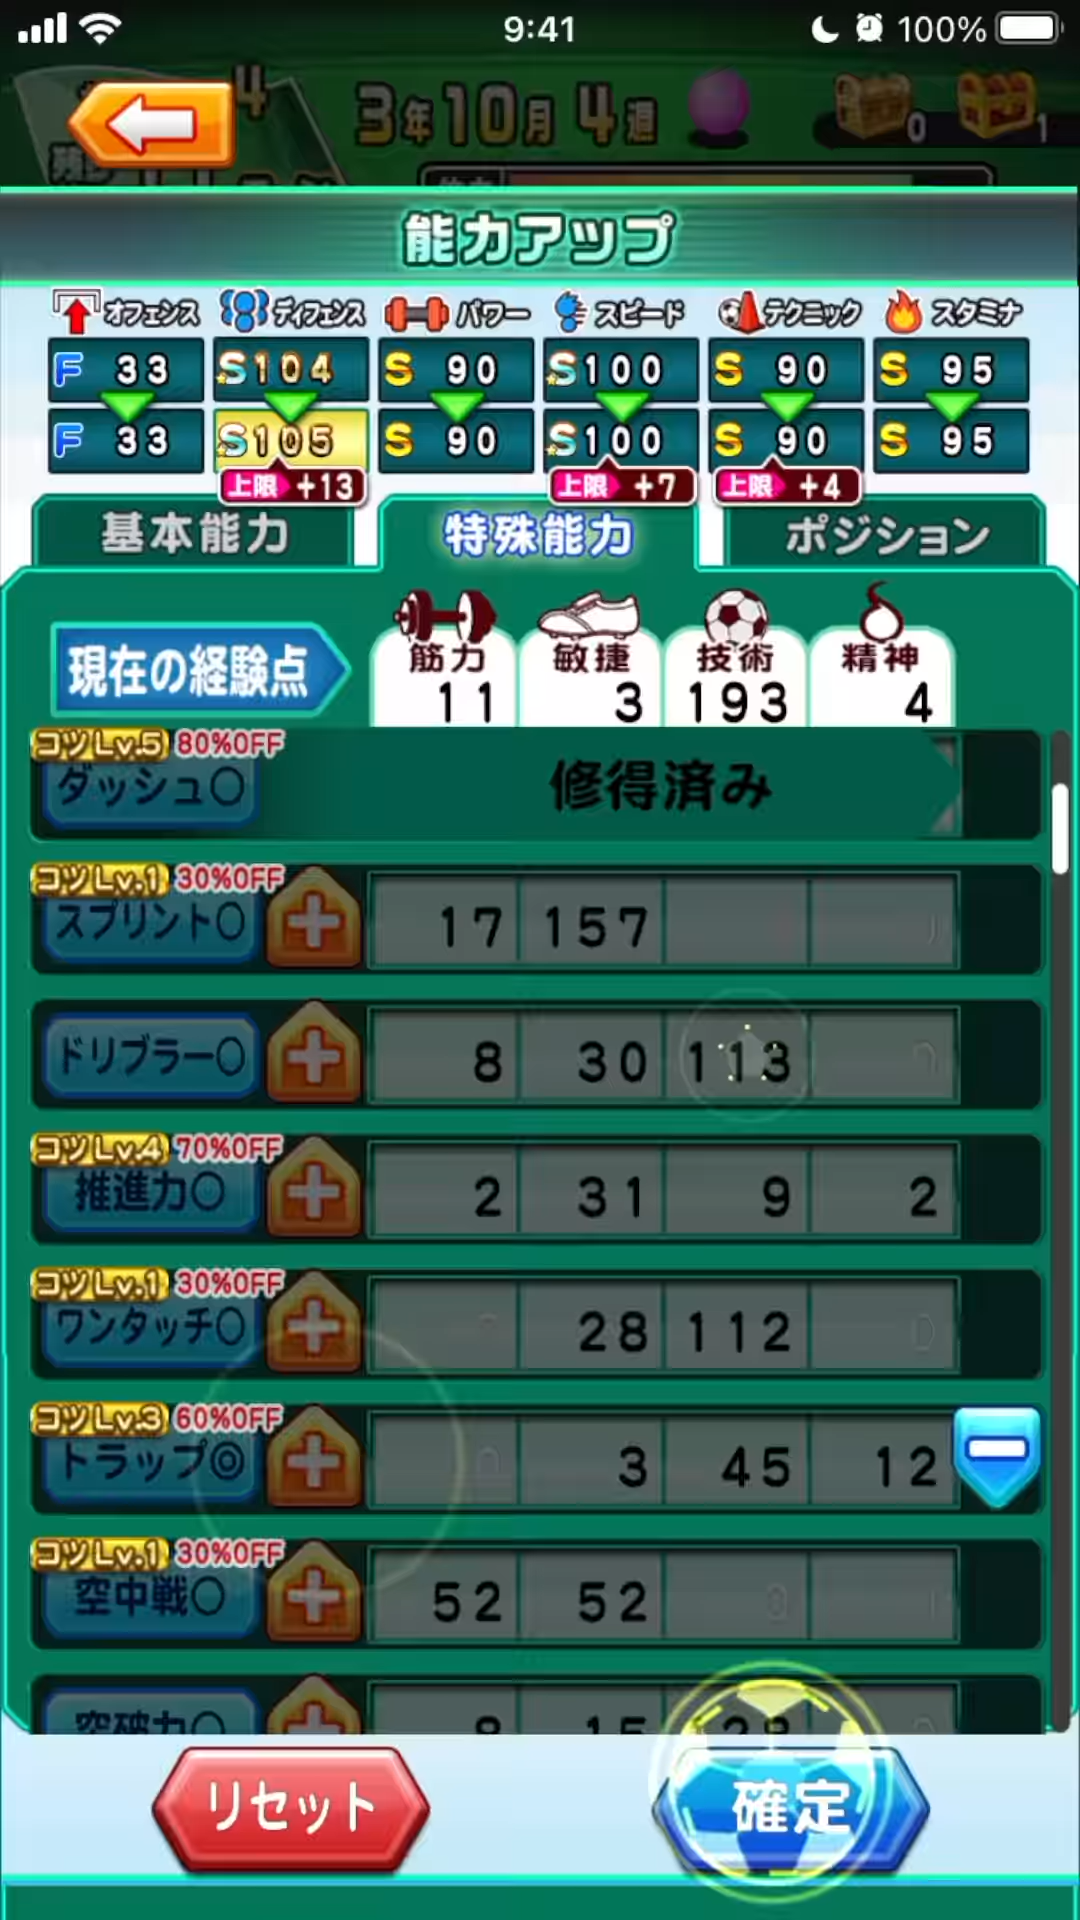 9:41 100%
4 3年10月 4週 0 1
能力アップ
オフェンス ディフェンス パワー スピード テクニック スタミナ
F 33 S104 S 90 S100 S 90 S 95
F 33 S105 S 90 S100 S 90 S 95
上限 +13 上限 +7 上限 +4
基本能力 特殊能力 ポジション
現在の経験点 筋力 11 敏捷 3 技術 193 精神 4
コツLv.5 80%OFF
ダッシュ○ 修得済み
コツLv.1 30%OFF
スプリント○ 17 157
ドリブラー○ 8 30 113
コツLv.4 70%OFF
推進力○ 2 31 9 2
コツLv.1 30%OFF
ワンタッチ○ 28 112 0
コツLv.3 60%OFF
トラップ◎ 0 3 45 12
コツLv.1 30%OFF
空中戦○ 52 52 0
空破力○ 8 15 28
リセット 確定